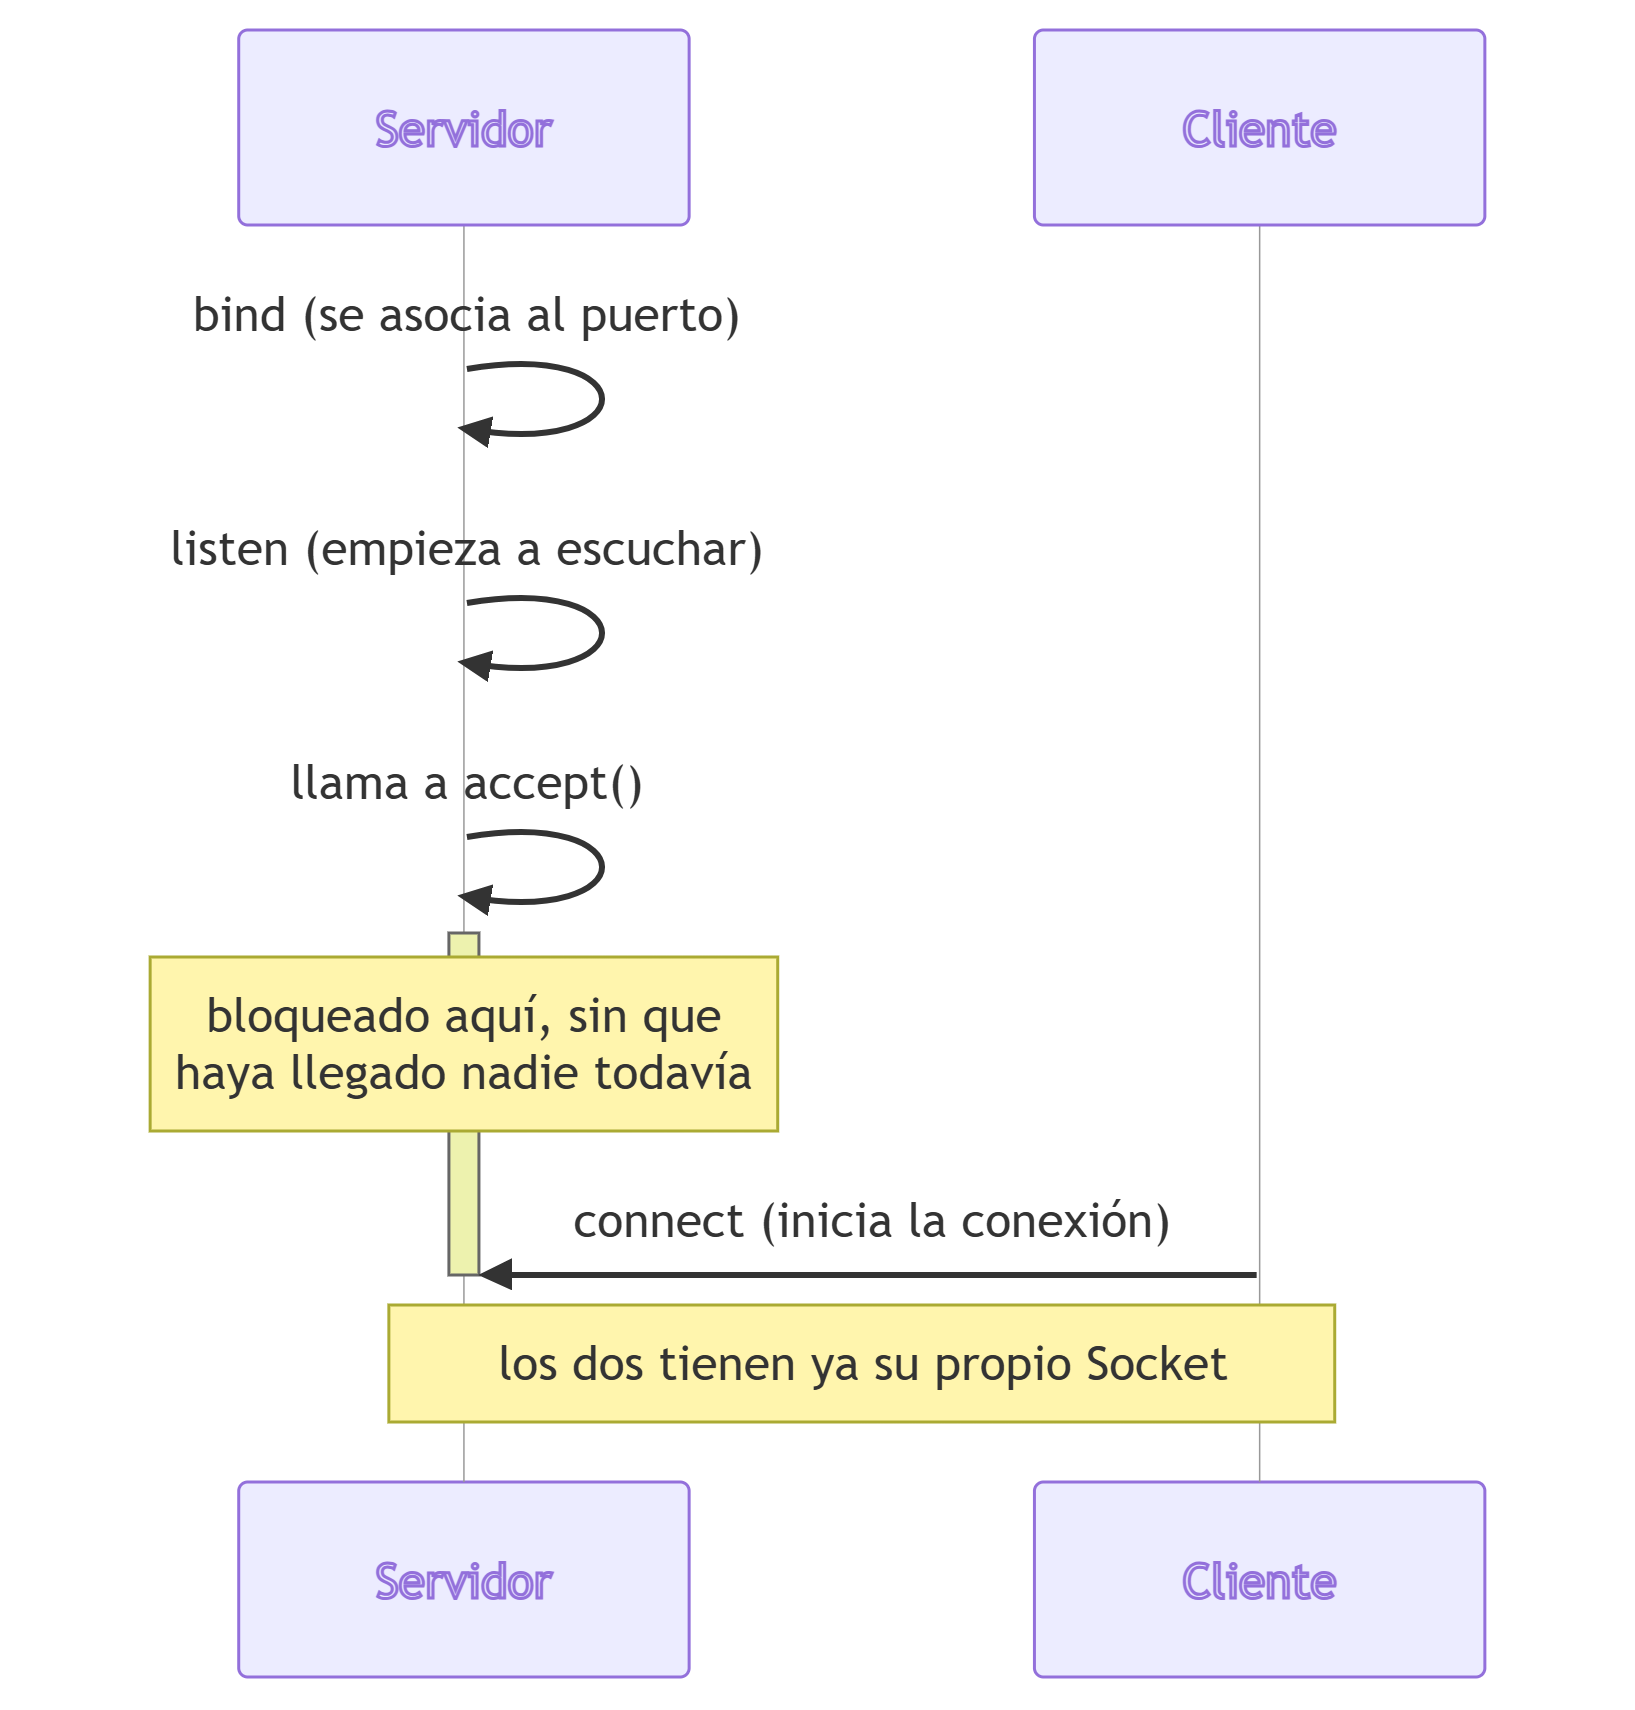 Servidor
Cliente
bind (se asocia al puerto)
listen (empieza a escuchar)
llama a accept()
bloqueado aquí, sin que
haya llegado nadie todavía
connect (inicia la conexión)
los dos tienen ya su propio Socket
Servidor
Cliente